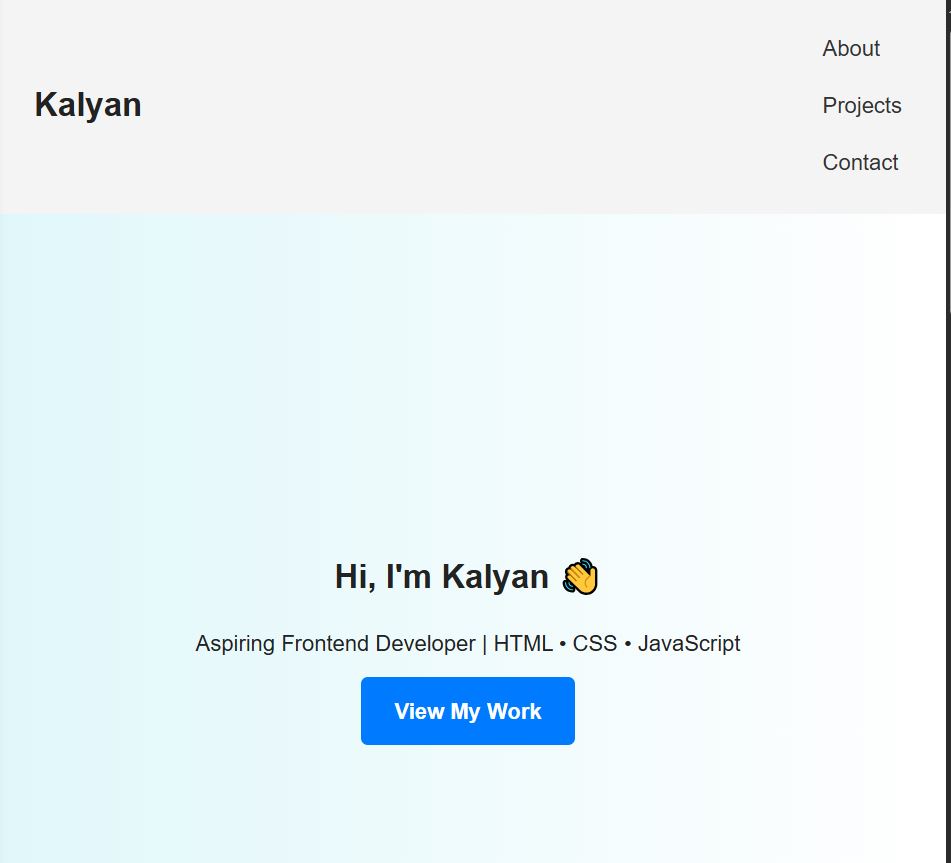 Kalyan
About
Projects
Contact
Hi, I'm Kalyan 👋
Aspiring Frontend Developer | HTML • CSS • JavaScript
View My Work